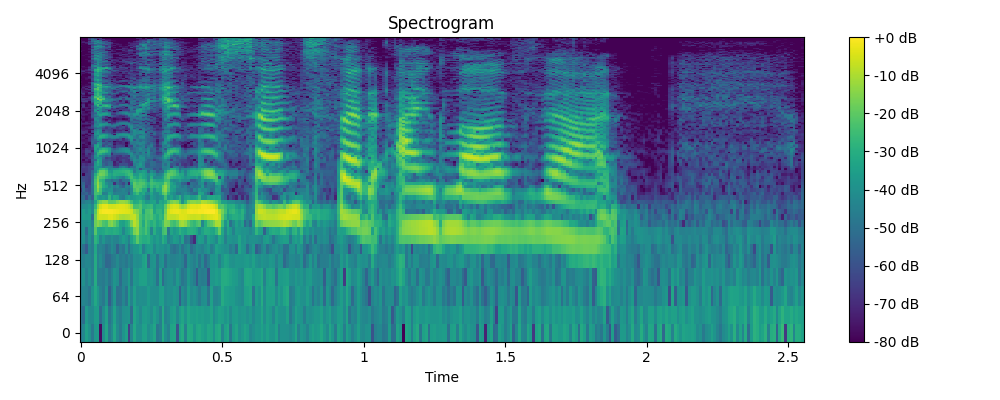 Spectrogram
Hz
4096
2048
1024
512
256
128
64
0
0
0.5
1
1.5
2
2.5
Time
+0 dB
-10 dB
-20 dB
-30 dB
-40 dB
-50 dB
-60 dB
-70 dB
-80 dB